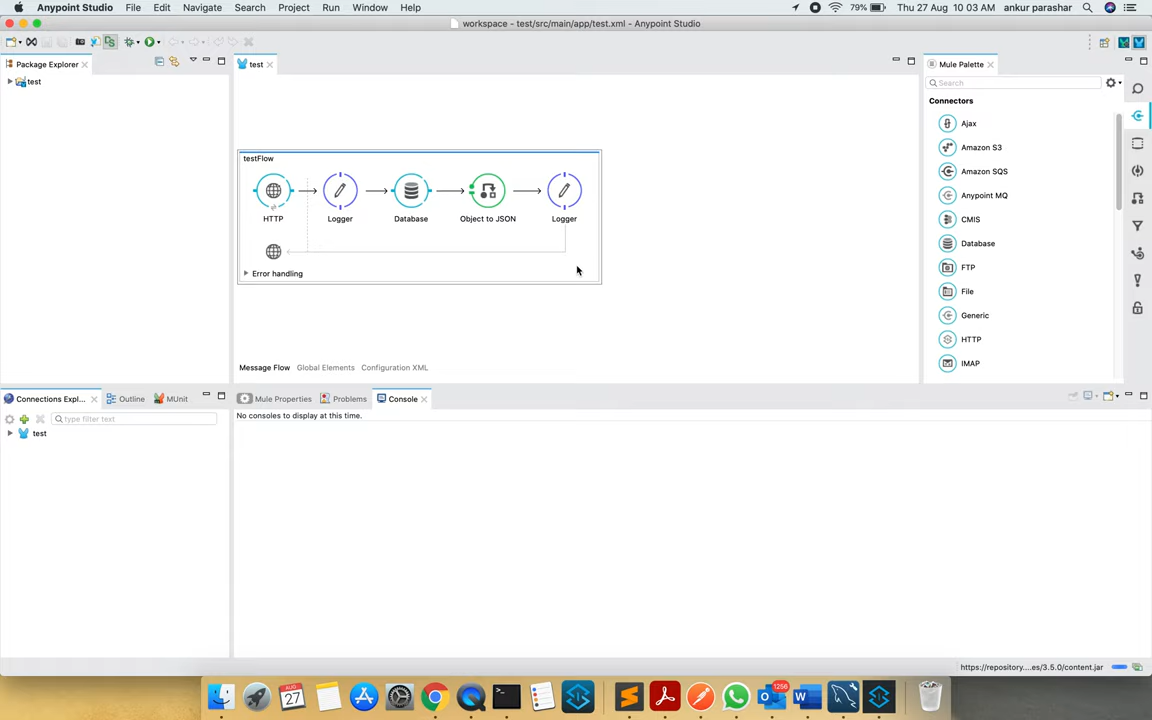 Anypoint Studio File Edit Navigate Search Project Run Window Help 79% Thu 27 Aug 10:03 AM ankur parashar
workspace - test/src/main/app/test.xml - Anypoint Studio
Package Explorer
test
test
testFlow
HTTP
Logger
Database
Object to JSON
Logger
Error handling
Message Flow Global Elements Configuration XML
Mule Palette
Search
Connectors
Ajax
Amazon S3
Amazon SQS
Anypoint MQ
CMIS
Database
FTP
File
Generic
HTTP
IMAP
Connections Expl... Outline MUnit
type filter text
test
Mule Properties Problems Console
No consoles to display at this time.
https://repository....es/3.5.0/content.jar
AUG
27
1256